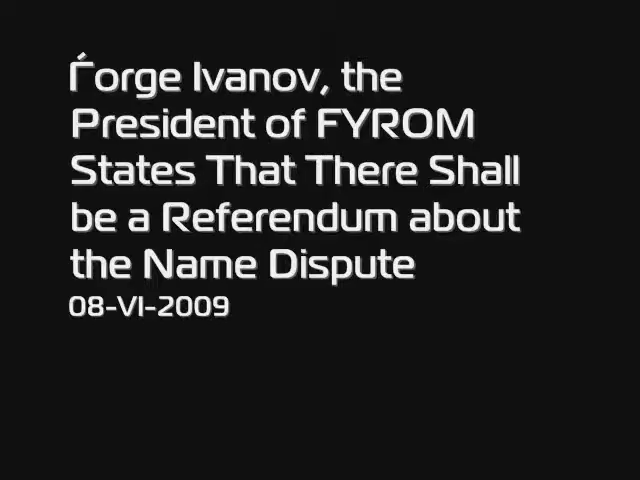 Ѓorge Ivanov, the
President of FYROM
States That There Shall
be a Referendum about
the Name Dispute
08-VI-2009